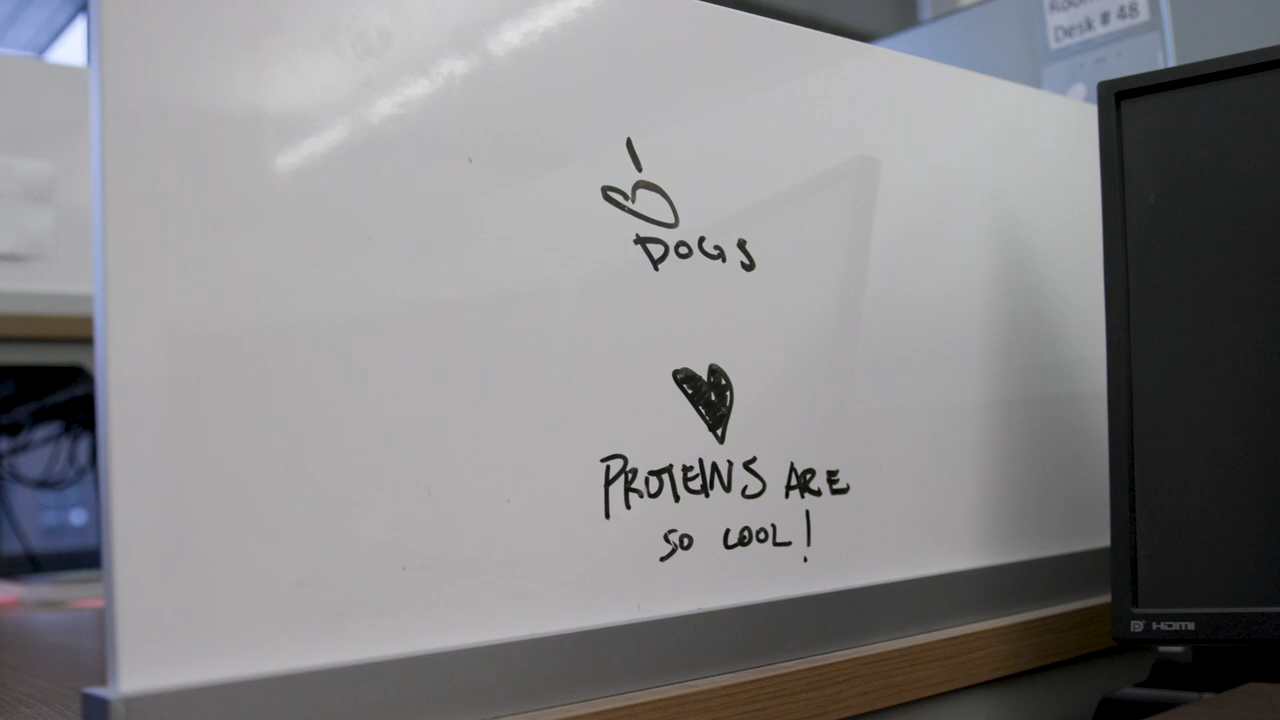 Desk # 48
I ♡
DOGS
♥
PROTEINS ARE
SO COOL!
HDMI